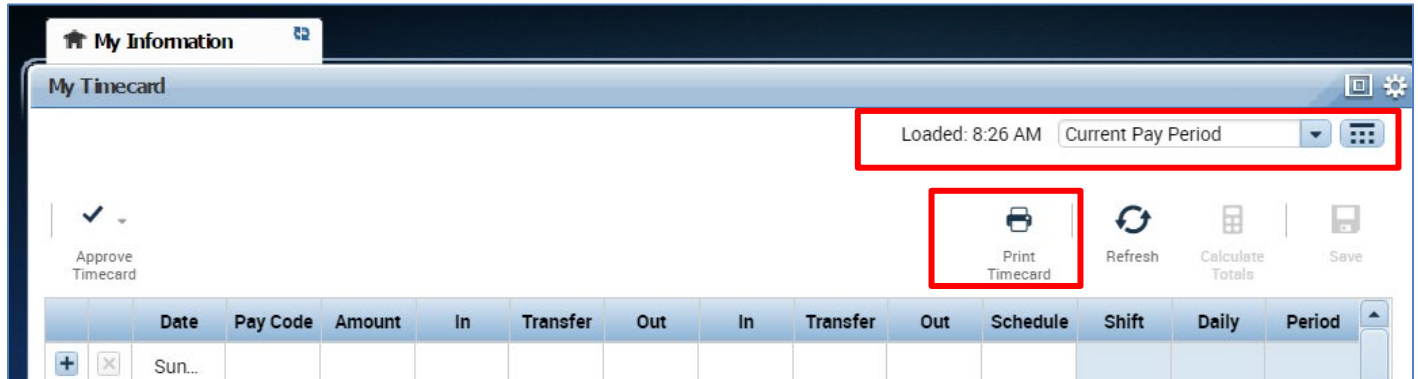 My Information
My Timecard
Loaded: 8:26 AM Current Pay Period
Approve Timecard
Print Timecard
Refresh
Calculate Totals
Save
Date Pay Code Amount In Transfer Out In Transfer Out Schedule Shift Daily Period
Sun...